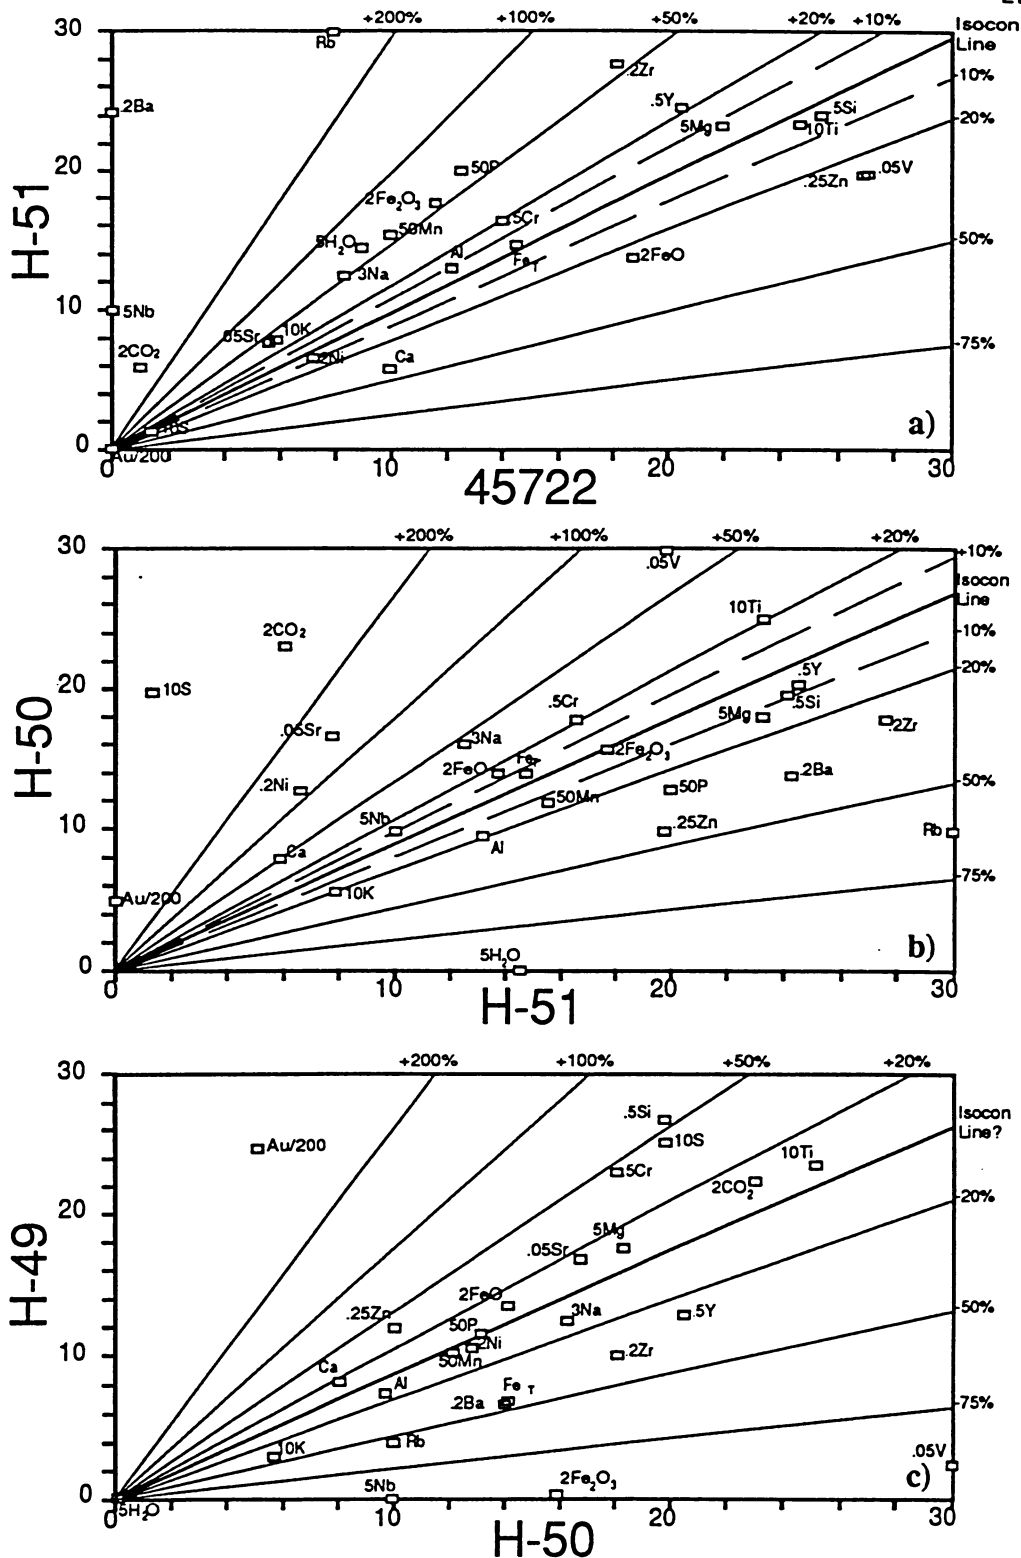 +200% +100% +50% +20% +10% Isocon
30 Rb Line
.2Zr 10%
.2Ba .5Y .5Si
5Mg 10Ti 20%
20 50P .25Zn .05V
2Fe2O3
H-51
5H2O 50Mn .5Cr 50%
Al FeT 2FeO
3Na
10 5Nb
.05Sr 10K 75%
2CO2 .2Ni Ca
10S a)
0
Au/200
0 10 20 30
45722
+200% +100% +50% +20%
30 .05V +10%
Isocon
Line
10Ti 10%
2CO2
20 10S .5Y 20%
.5Cr 5Mg .5Si
.05Sr 3Na .2Zr
H-50
2FeO FeT 2Fe2O3
.2Ni 50Mn 50P .2Ba 50%
10 5Nb .25Zn Rb
Ca Al
Au/200 10K 75%
5H2O b)
0
0 10 20 30
H-51
+200% +100% +50% +20%
30
.5Si Isocon
Line?
Au/200 10S 10Ti
.5Cr 2CO2
20 20%
5Mg
.05Sr
H-49
2FeO
.25Zn 50P 3Na .5Y 50%
10 .2Ni
50Mn .2Zr
Ca Al
.2Ba FeT 75%
10K Rb
.05V
5Nb 2Fe2O3 c)
0
5H2O
0 10 20 30
H-50